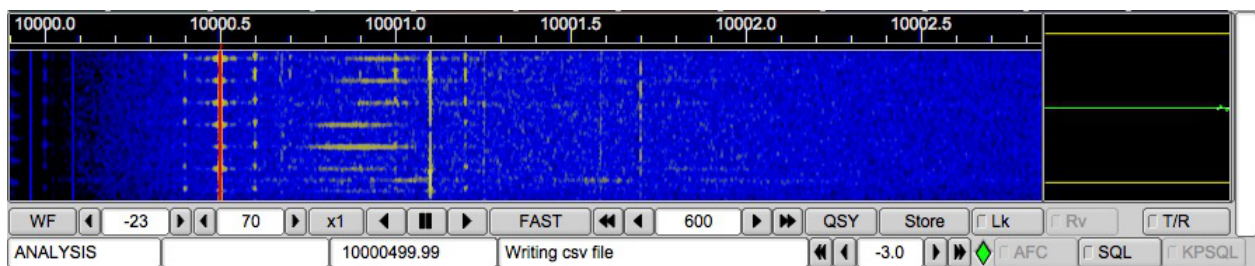 10000.0 10000.5 10001.0 10001.5 10002.0 10002.5
WF -23 70 x1 FAST 600 QSY Store Lk Rv T/R
ANALYSIS 10000499.99 Writing csv file -3.0 AFC SQL KPSQL